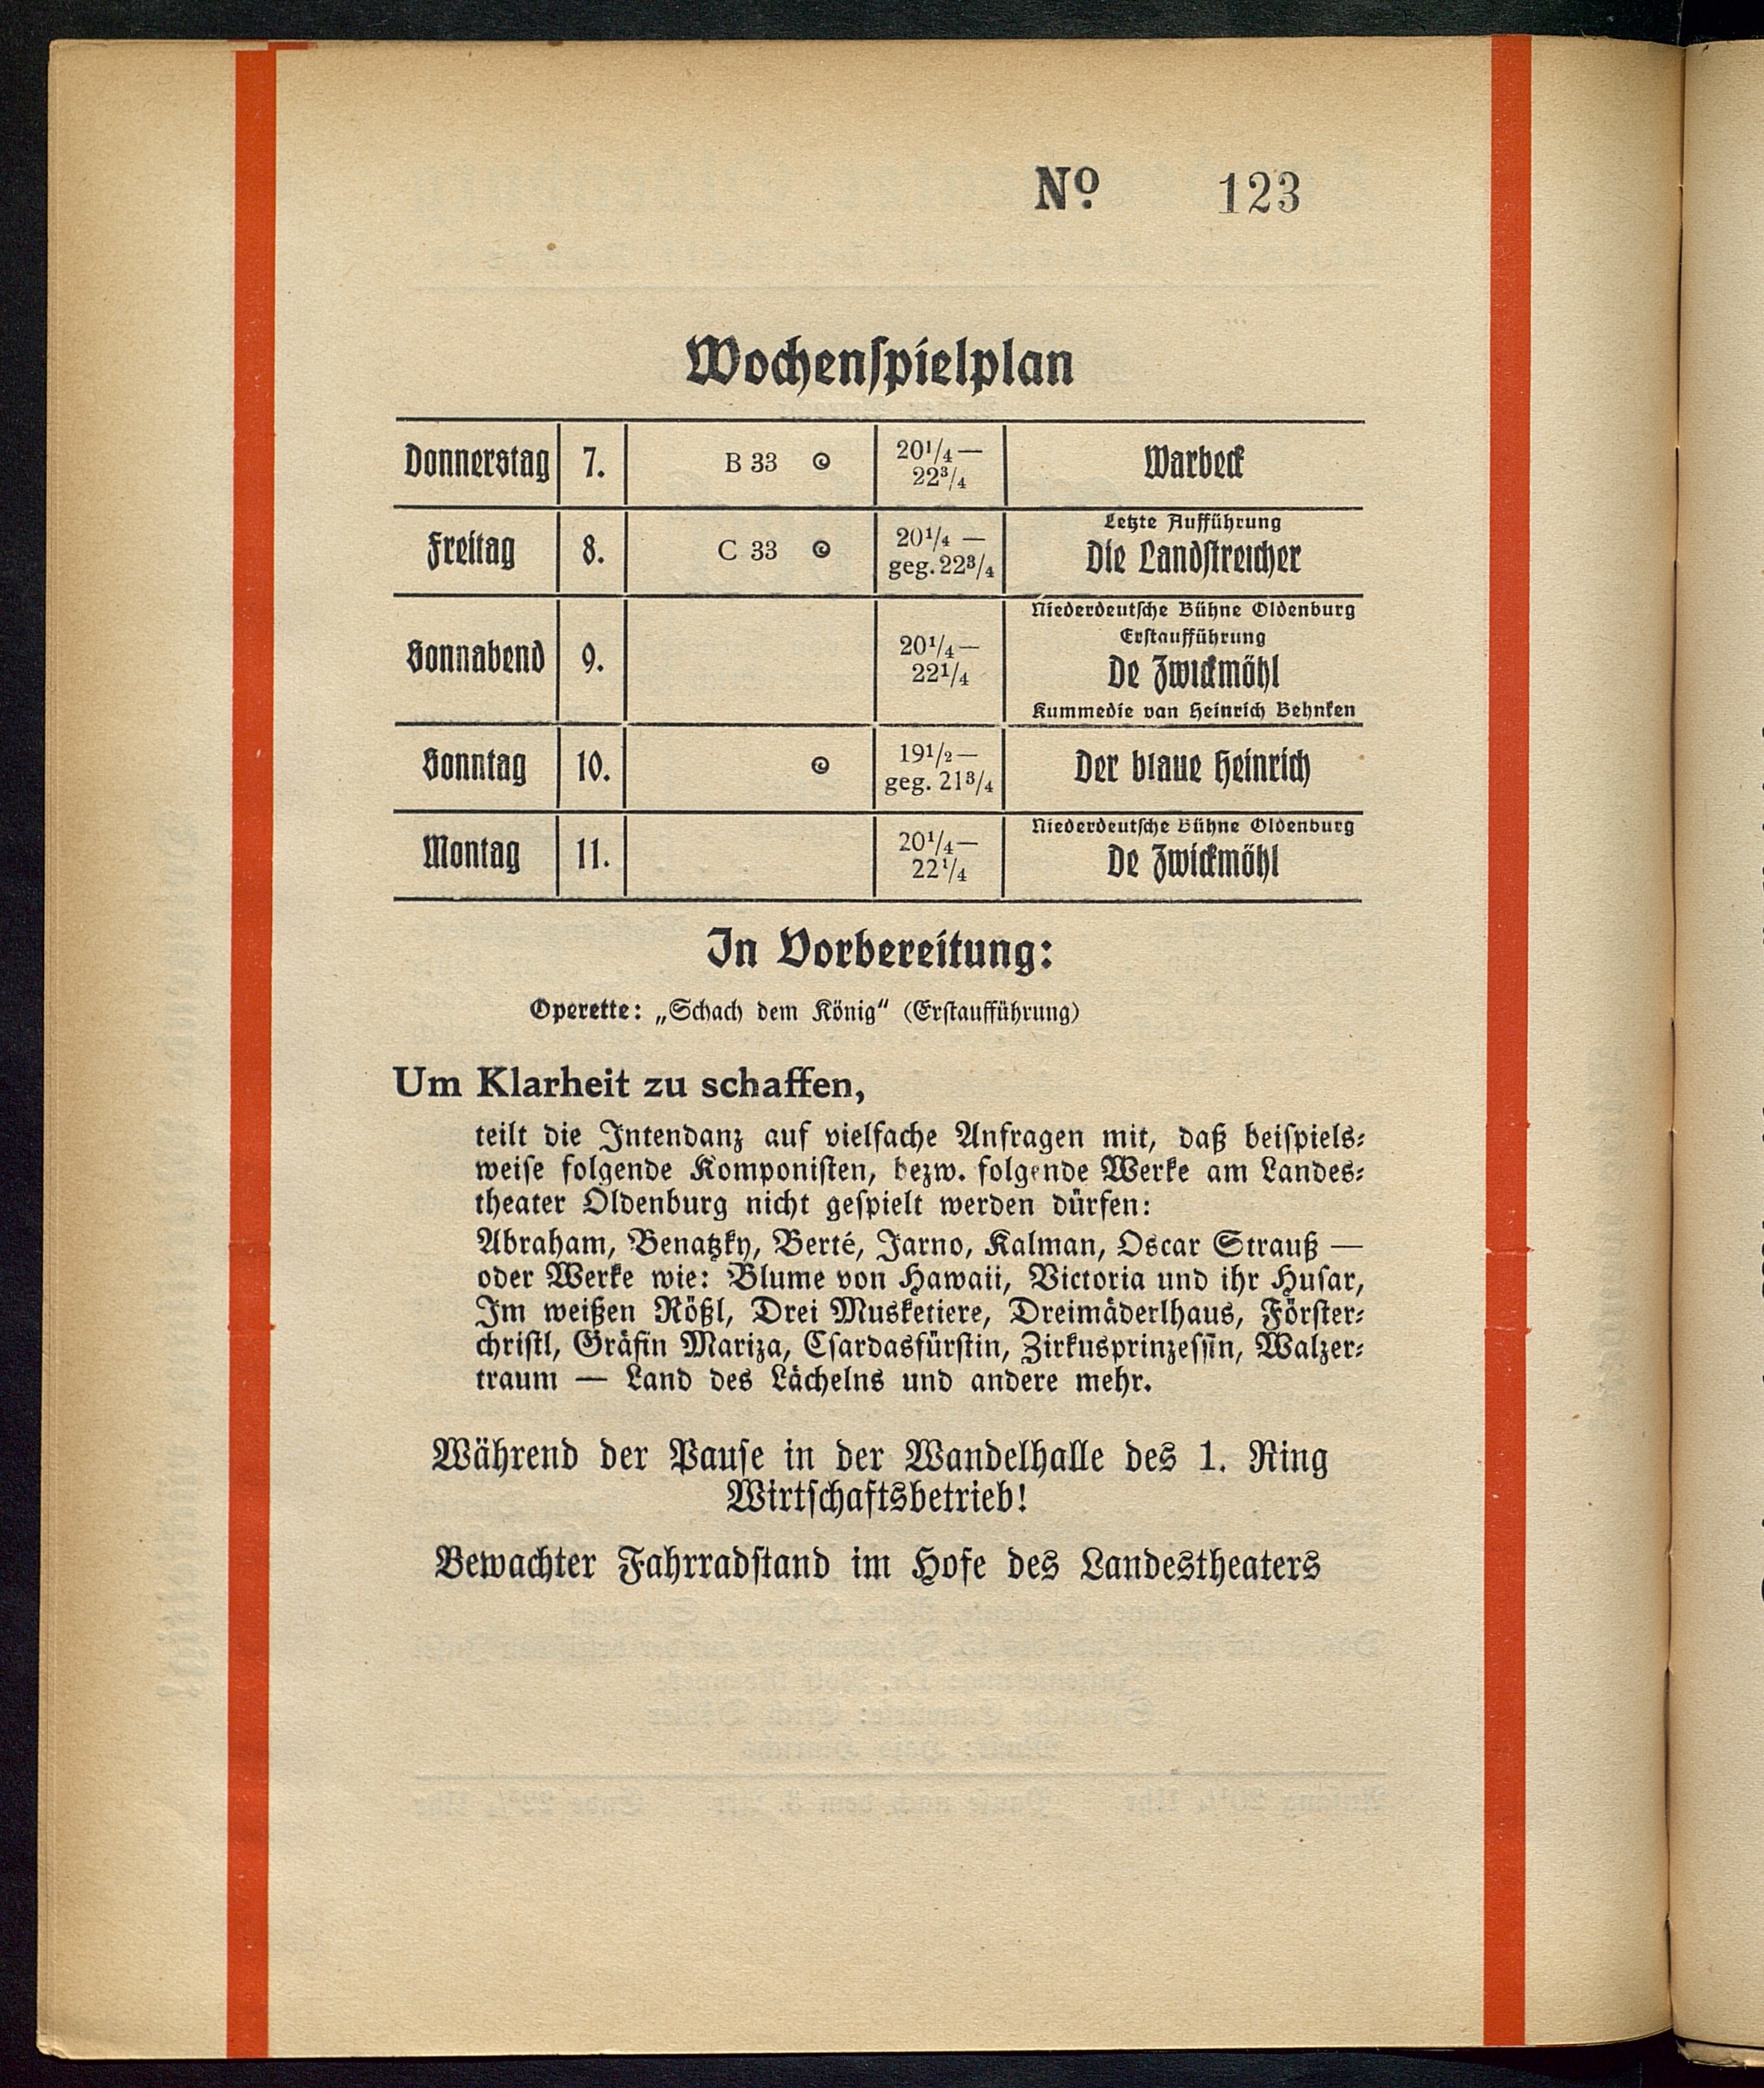 Nº 123
Wochenspielplan
Donnerstag 7. B 33 20¼— 22¾ Warbeck
Freitag 8. C 33 20¼ — geg. 22¾ Letzte Aufführung Die Landstreicher
Sonnabend 9. 20¼— 22¼ Niederdeutsche Bühne Oldenburg Erstaufführung De Zwickmöhl Kummedie van Heinrich Behnken
Sonntag 10. 19½— geg. 21¾ Der blaue Heinrich
Montag 11. 20¼— 22¼ Niederdeutsche Bühne Oldenburg De Zwickmöhl
In Vorbereitung:
Operette: „Schach dem König“ (Erstaufführung)
Um Klarheit zu schaffen,
teilt die Intendanz auf vielfache Anfragen mit, daß beispiels-
weise folgende Komponisten, bezw. folgende Werke am Landes-
theater Oldenburg nicht gespielt werden dürfen:
Abraham, Benatzky, Berté, Jarno, Kalman, Oscar Strauß —
oder Werke wie: Blume von Hawaii, Victoria und ihr Husar,
Im weißen Rößl, Drei Musketiere, Dreimäderlhaus, Förster-
christl, Gräfin Mariza, Csardasfürstin, Zirkusprinzessin, Walzer-
traum — Land des Lächelns und andere mehr.
Während der Pause in der Wandelhalle des 1. Ring
Wirtschaftsbetrieb!
Bewachter Fahrradstand im Hofe des Landestheaters